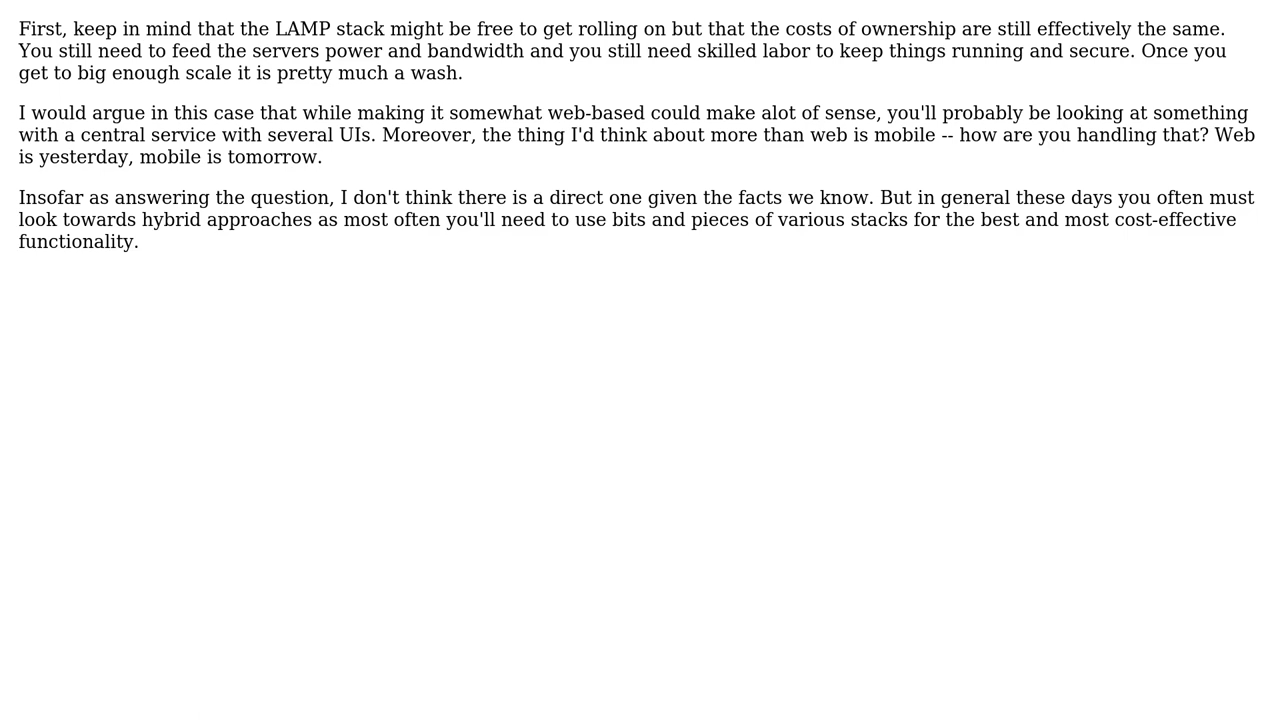 First, keep in mind that the LAMP stack might be free to get rolling on but that the costs of ownership are still effectively the same.
You still need to feed the servers power and bandwidth and you still need skilled labor to keep things running and secure. Once you
get to big enough scale it is pretty much a wash.
I would argue in this case that while making it somewhat web-based could make alot of sense, you'll probably be looking at something
with a central service with several UIs. Moreover, the thing I'd think about more than web is mobile -- how are you handling that? Web
is yesterday, mobile is tomorrow.
Insofar as answering the question, I don't think there is a direct one given the facts we know. But in general these days you often must
look towards hybrid approaches as most often you'll need to use bits and pieces of various stacks for the best and most cost-effective
functionality.